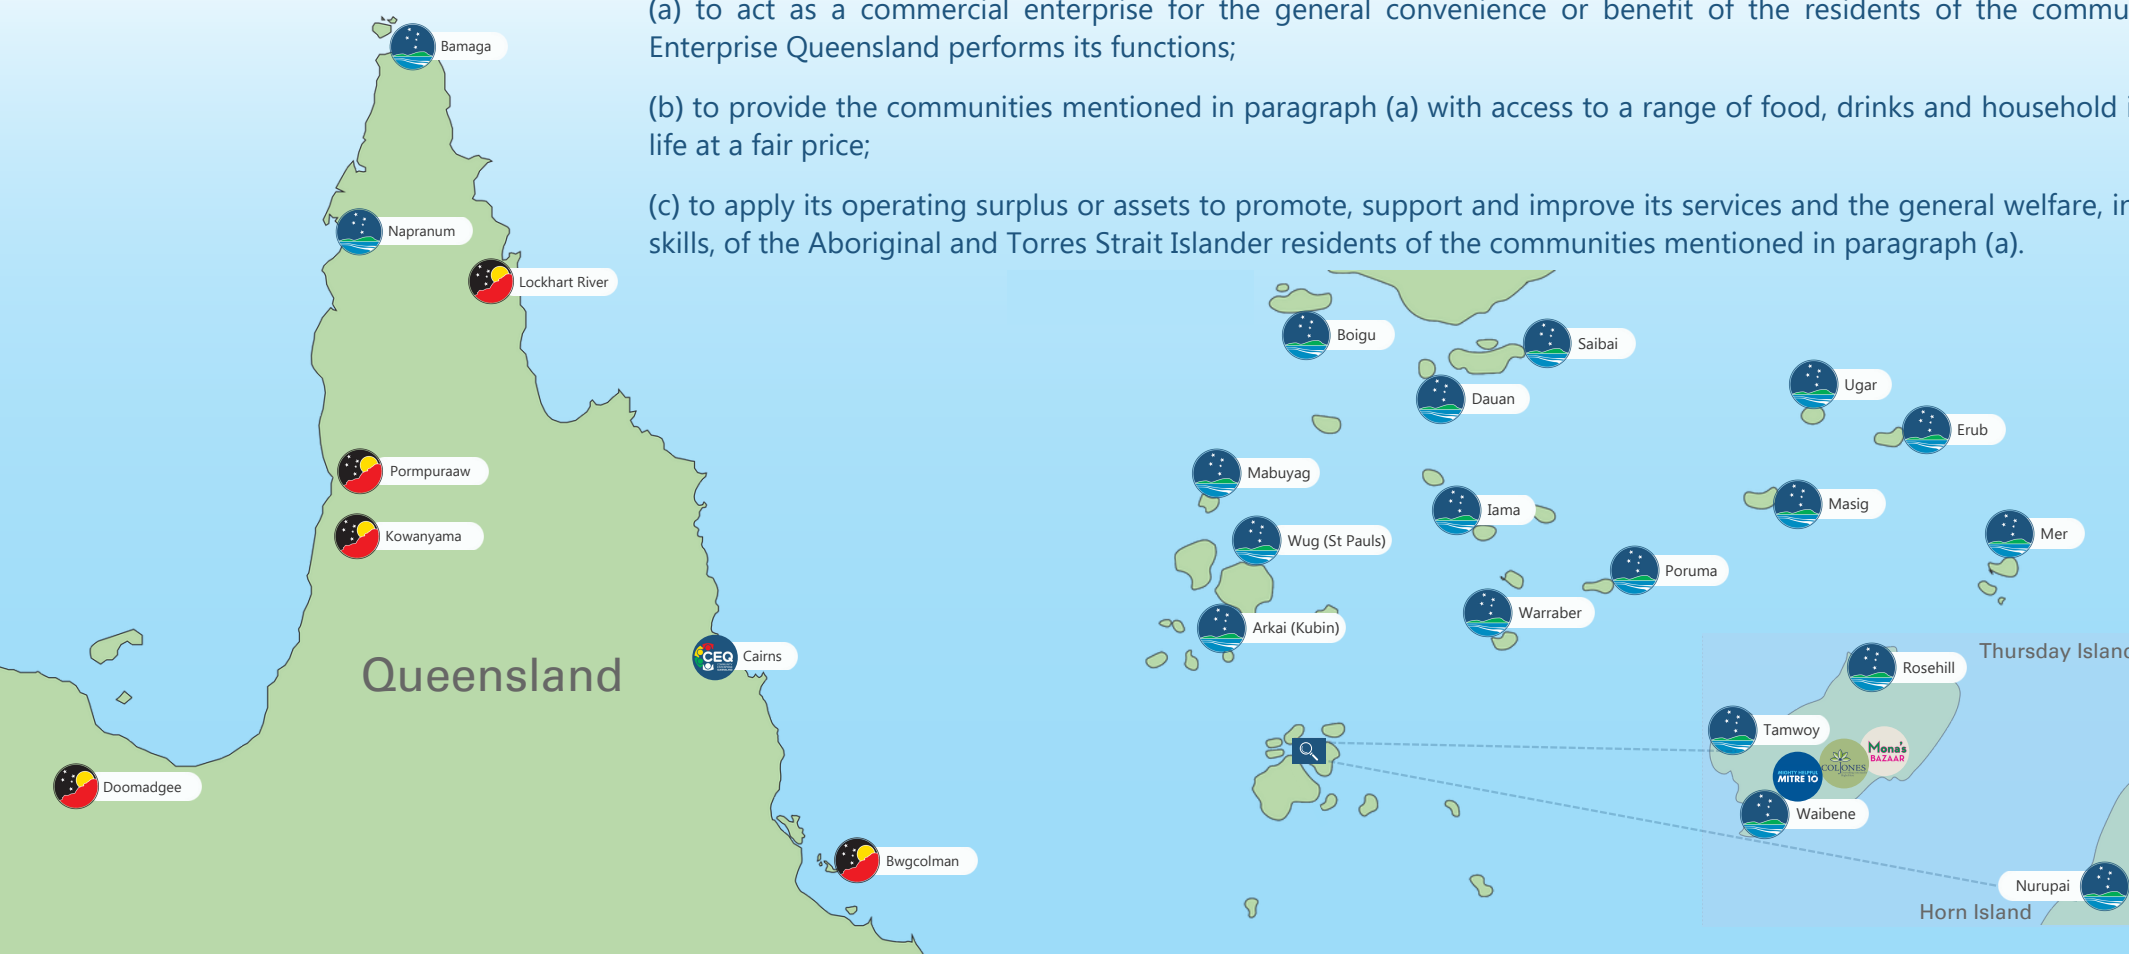 (a) to act as a commercial enterprise for the general convenience or benefit of the residents of the commu
Enterprise Queensland performs its functions;
(b) to provide the communities mentioned in paragraph (a) with access to a range of food, drinks and household
life at a fair price;
(c) to apply its operating surplus or assets to promote, support and improve its services and the general welfare, in
skills, of the Aboriginal and Torres Strait Islander residents of the communities mentioned in paragraph (a).
Bamaga
Napranum
Lockhart River
Pormpuraaw
Kowanyama
Queensland
CEQ
Cairns
Doomadgee
Bwgcolman
Boigu
Saibai
Dauan
Ugar
Erub
Mabuyag
Iama
Masig
Wug (St Pauls)
Mer
Poruma
Arkai (Kubin)
Warraber
Thursday Island
Rosehill
Tamwoy
Mona's
BAZAAR
COL JONES
MIGHTY HELPFUL
MITRE 10
Waibene
Nurupai
Horn Island